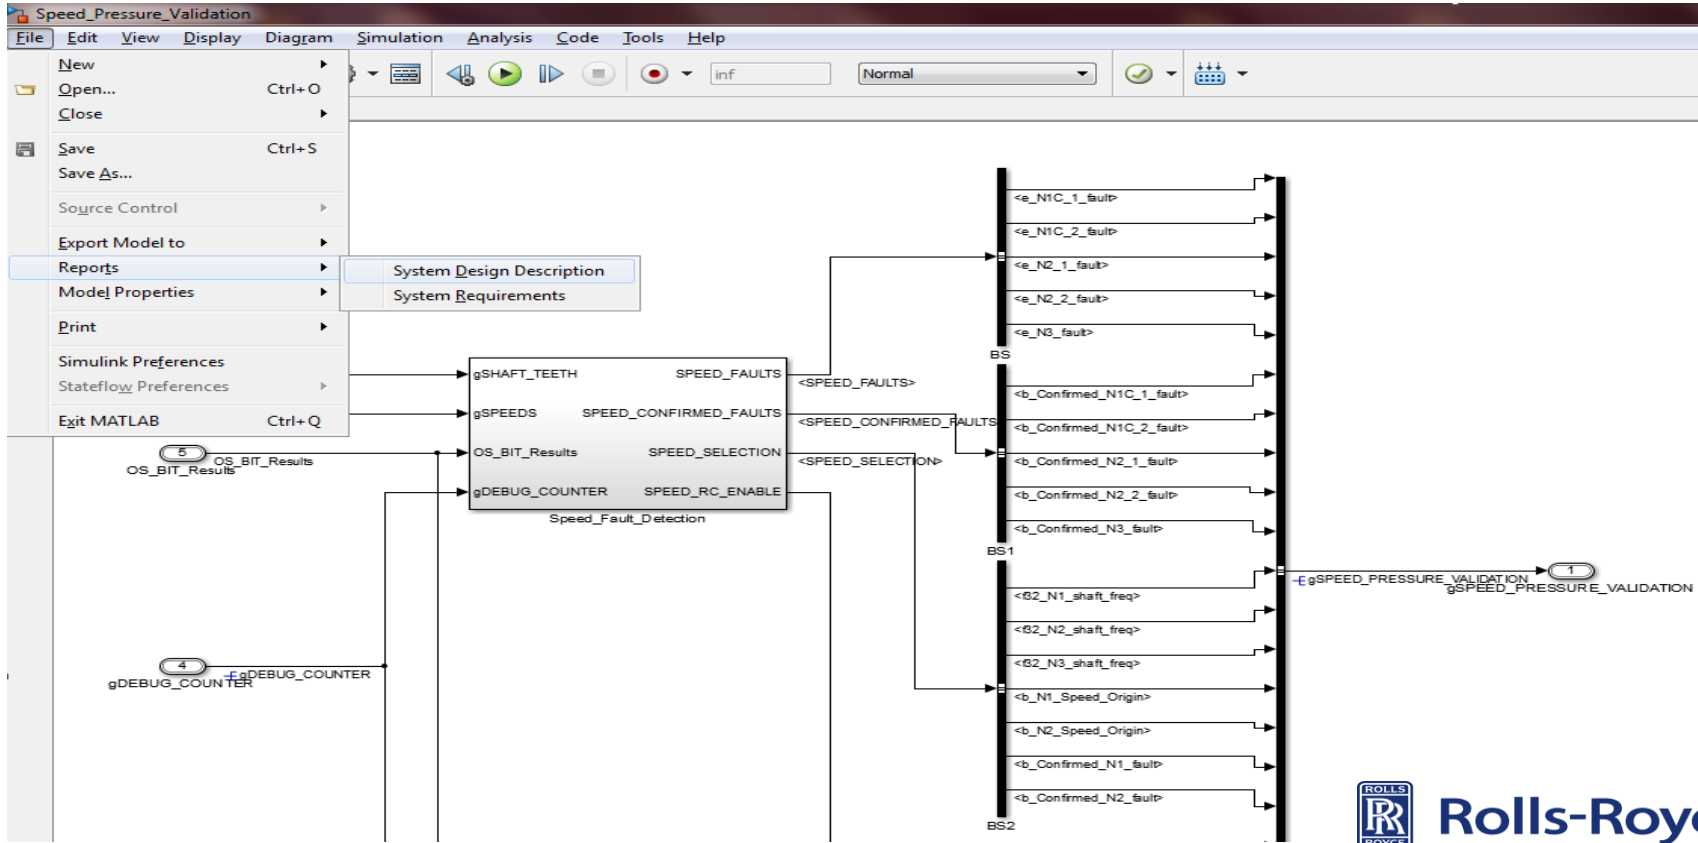 Speed_Pressure_Validation
File Edit View Display Diagram Simulation Analysis Code Tools Help
New
Open... Ctrl+O
Close
Save Ctrl+S
Save As...
Source Control
Export Model to
Reports
Model Properties
Print
Simulink Preferences
Stateflow Preferences
Exit MATLAB Ctrl+Q
System Design Description
System Requirements
inf
Normal
gSHAFT_TEETH SPEED_FAULTS
gSPEEDS SPEED_CONFIRMED_FAULTS
OS_BIT_Results SPEED_SELECTION
gDEBUG_COUNTER SPEED_RC_ENABLE
Speed_Fault_Detection
<SPEED_FAULTS>
<SPEED_CONFIRMED_FAULTS
<SPEED_SELECTION>
5
OS_BIT_Results
OS_BIT_Results
4
gDEBUG_COUNTER
gDEBUG_COUNTER
<e_N1C_1_fault>
<e_N1C_2_fault>
<e_N2_1_fault>
<e_N2_2_fault>
<e_N3_fault>
BS
<b_Confirmed_N1C_1_fault>
<b_Confirmed_N1C_2_fault>
<b_Confirmed_N2_1_fault>
<b_Confirmed_N2_2_fault>
<b_Confirmed_N3_fault>
BS1
<f32_N1_shaft_freq>
<f32_N2_shaft_freq>
<f32_N3_shaft_freq>
<b_N1_Speed_Origin>
<b_N2_Speed_Origin>
<b_Confirmed_N1_fault>
<b_Confirmed_N2_fault>
BS2
1
gSPEED_PRESSURE_VALIDATION
gSPEED_PRESSURE_VALIDATION
ROLLS
RR
ROYCE
Rolls-Royc